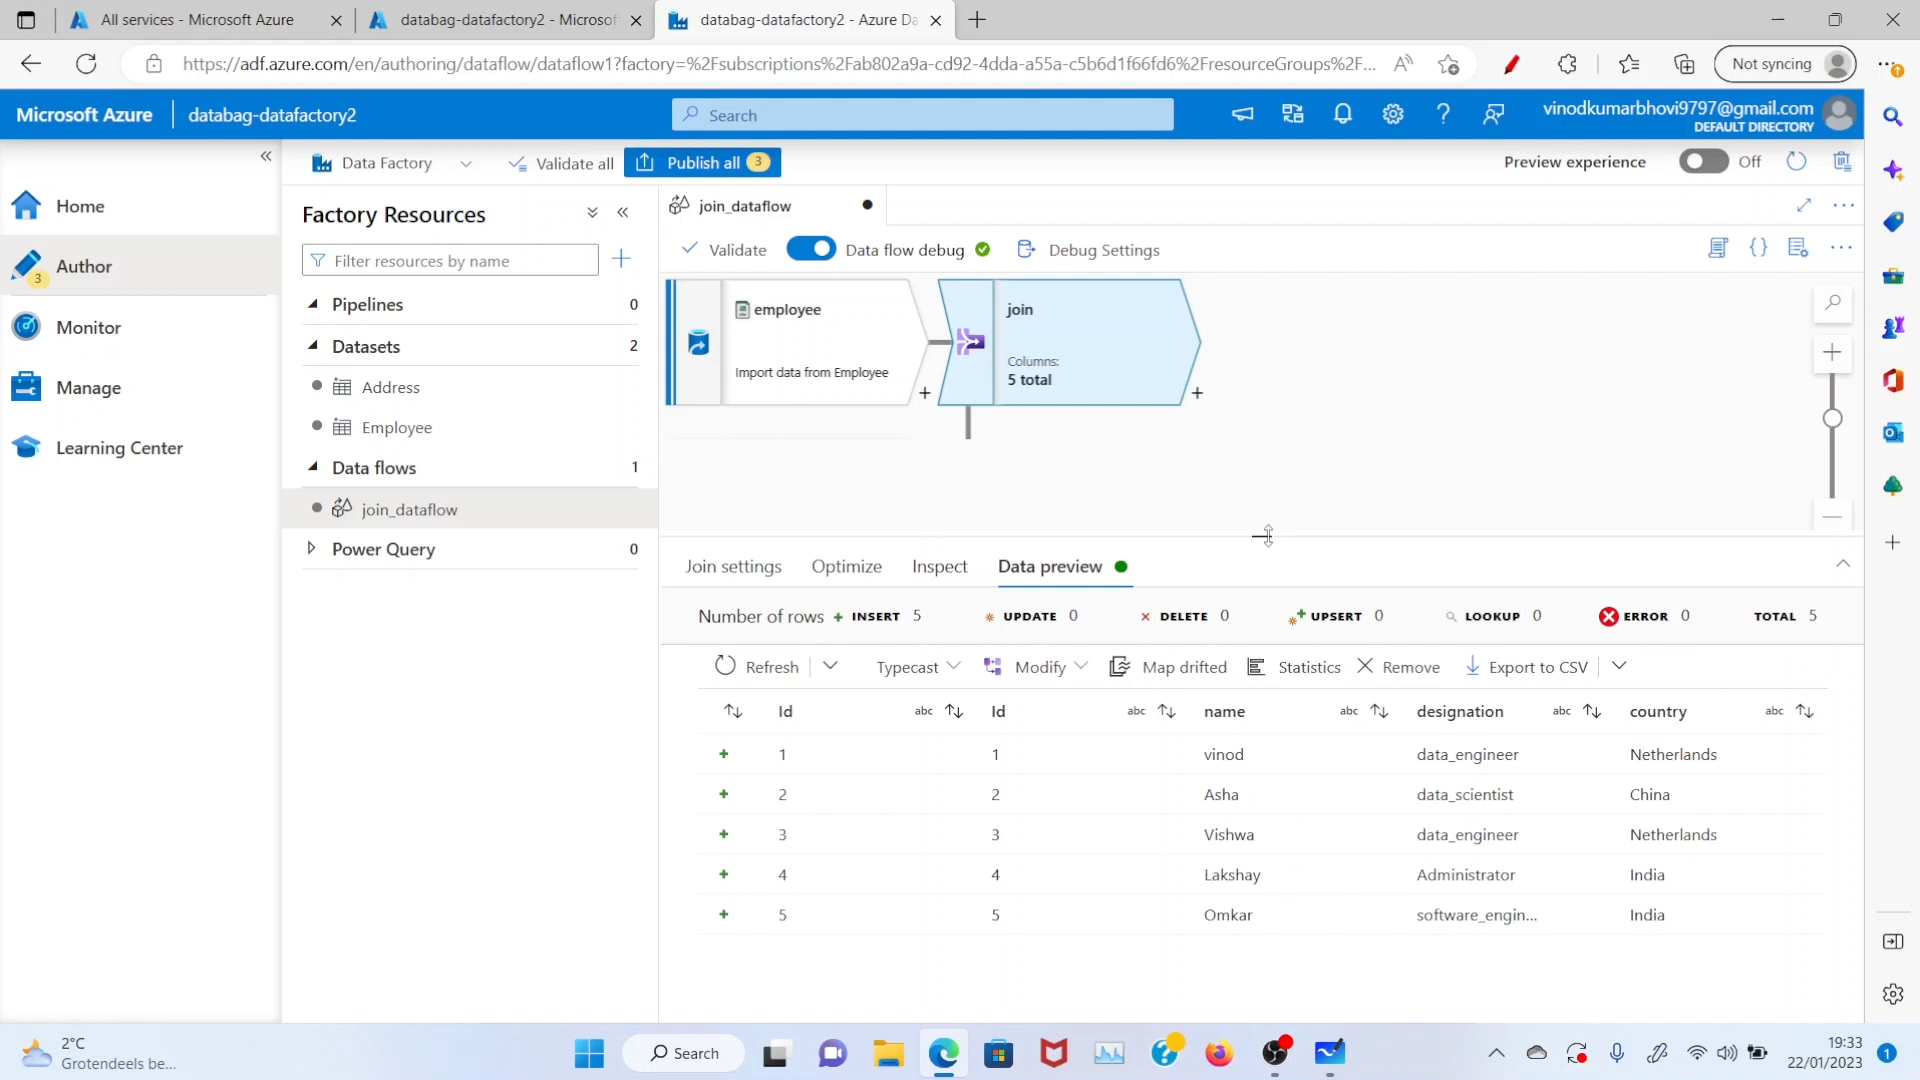 All services - Microsoft Azure
databag-datafactory2 - Microsof
databag-datafactory2 - Azure Da
https://adf.azure.com/en/authoring/dataflow/dataflow1?factory=%2Fsubscriptions%2Fab802a9a-cd92-4dda-a55a-c5b6d1f66fd6%2FresourceGroups%2F...
Not syncing
Microsoft Azure
databag-datafactory2
Search
vinodkumarbhovi9797@gmail.com
DEFAULT DIRECTORY
Data Factory
Validate all
Publish all 3
Preview experience
Off
Home
Author
3
Monitor
Manage
Learning Center
Factory Resources
Filter resources by name
Pipelines 0
Datasets 2
Address
Employee
Data flows 1
join_dataflow
Power Query 0
join_dataflow
Validate
Data flow debug
Debug Settings
employee
Import data from Employee
join
Columns:
5 total
Join settings
Optimize
Inspect
Data preview
Number of rows + INSERT 5 UPDATE 0 DELETE 0 UPSERT 0 LOOKUP 0 ERROR 0 TOTAL 5
Refresh Typecast Modify Map drifted Statistics Remove Export to CSV
Id abc Id abc name abc designation abc country abc
+ 1 1 vinod data_engineer Netherlands
+ 2 2 Asha data_scientist China
+ 3 3 Vishwa data_engineer Netherlands
+ 4 4 Lakshay Administrator India
+ 5 5 Omkar software_engin... India
2°C
Grotendeels be...
Search
19:33
22/01/2023
1